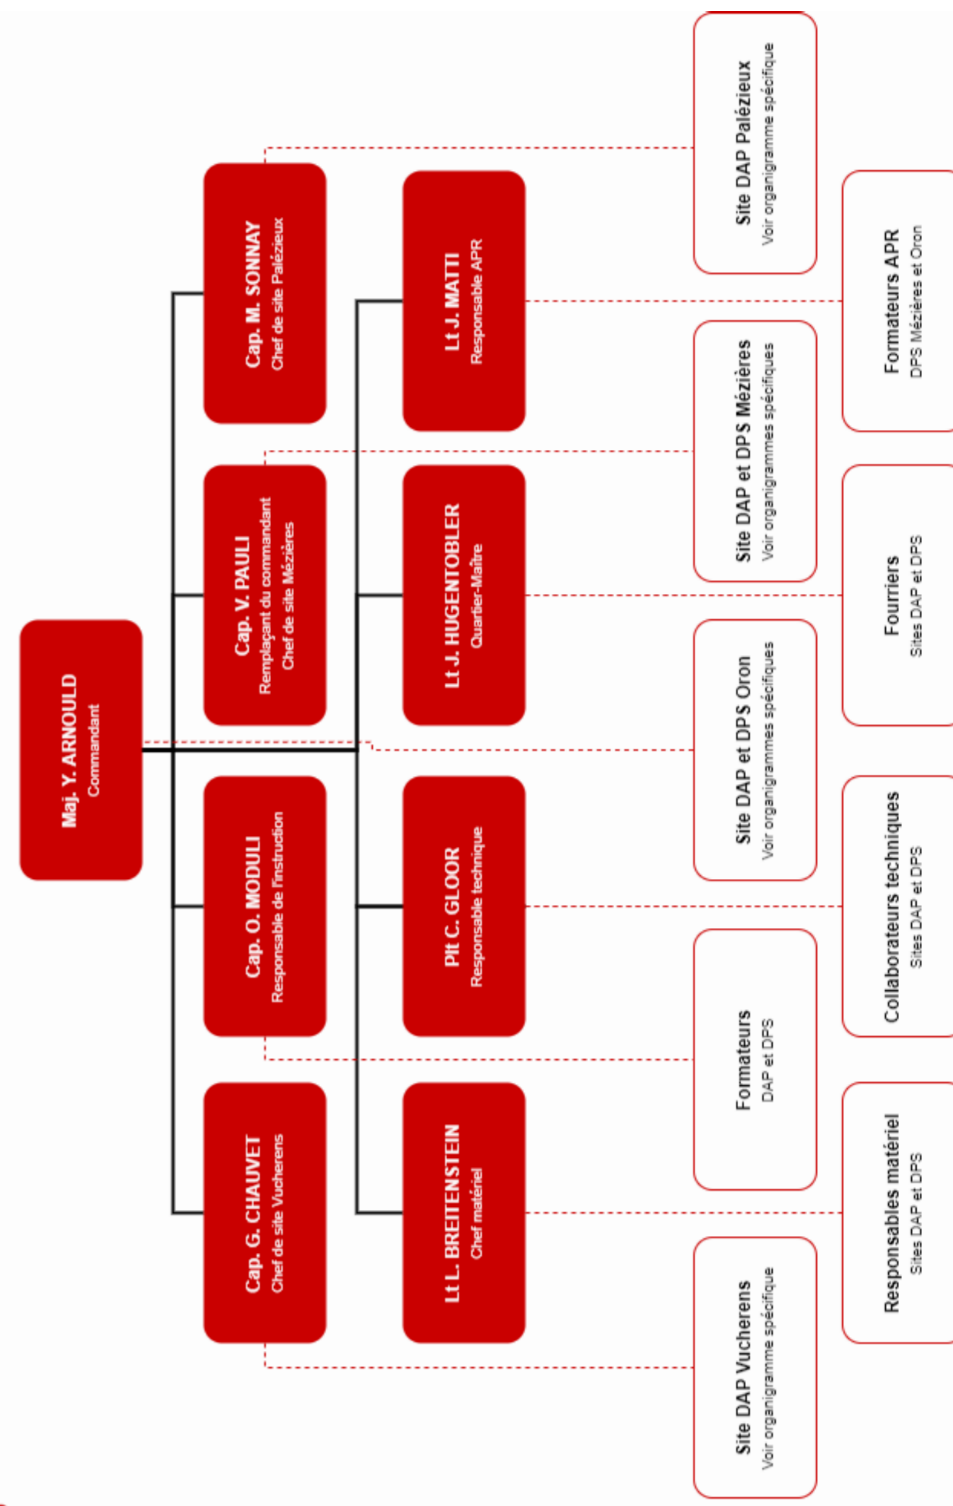 Maj. Y. ARNOULD
Commandant
Cap. G. CHAUVET
Chef de site Vucherens
Cap. O. MODULI
Responsable de l'instruction
Cap. V. PAULI
Remplaçant du commandant
Chef de site Mézières
Cap. M. SONNAY
Chef de site Palézieux
Lt L. BREITENSTEIN
Chef matériel
Plt C. GLOOR
Responsable technique
Lt J. HUGENTOBLER
Quartier-Maître
Lt J. MATTI
Responsable APR
Site DAP Vucherens
Voir organigramme spécifique
Formateurs
DAP et DPS
Site DAP et DPS Oron
Voir organigrammes spécifiques
Site DAP et DPS Mézières
Voir organigrammes spécifiques
Site DAP Palézieux
Voir organigramme spécifique
Responsables matériel
Sites DAP et DPS
Collaborateurs techniques
Sites DAP et DPS
Fourriers
Sites DAP et DPS
Formateurs APR
DPS Mézières et Oron